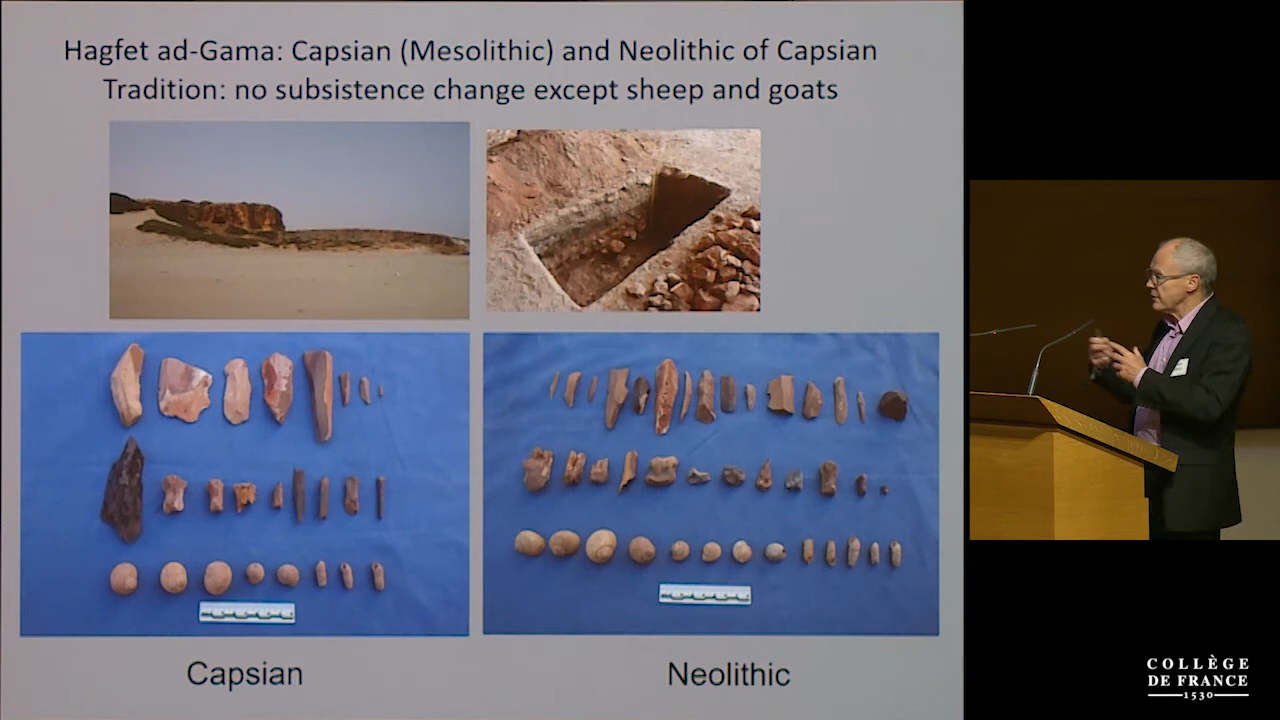 Hagfet ad-Gama: Capsian (Mesolithic) and Neolithic of Capsian
Tradition: no subsistence change except sheep and goats
Capsian
Neolithic
COLLÈGE
DE FRANCE
1530